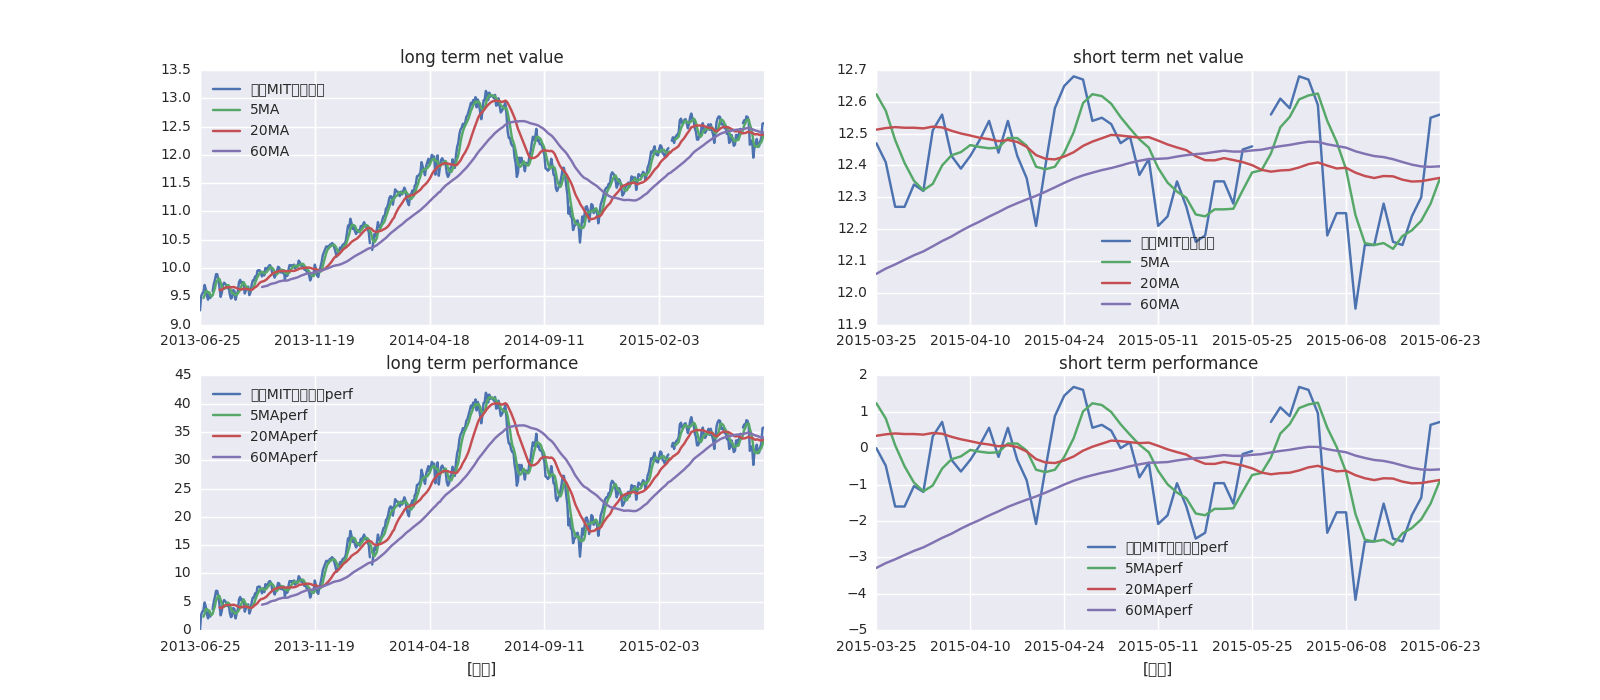 long term net value
13.5
13.0
12.5
12.0
11.5
11.0
10.5
10.0
9.5
9.0
MIT
5MA
20MA
60MA
2013-06-25 2013-11-19 2014-04-18 2014-09-11 2015-02-03
short term net value
12.7
12.6
12.5
12.4
12.3
12.2
12.1
12.0
11.9
MIT
5MA
20MA
60MA
2015-03-25 2015-04-10 2015-04-24 2015-05-11 2015-05-25 2015-06-08 2015-06-23
long term performance
45
40
35
30
25
20
15
10
5
0
MIT perf
5MAperf
20MAperf
60MAperf
2013-06-25 2013-11-19 2014-04-18 2014-09-11 2015-02-03
short term performance
2
1
0
−1
−2
−3
−4
−5
MIT perf
5MAperf
20MAperf
60MAperf
2015-03-25 2015-04-10 2015-04-24 2015-05-11 2015-05-25 2015-06-08 2015-06-23